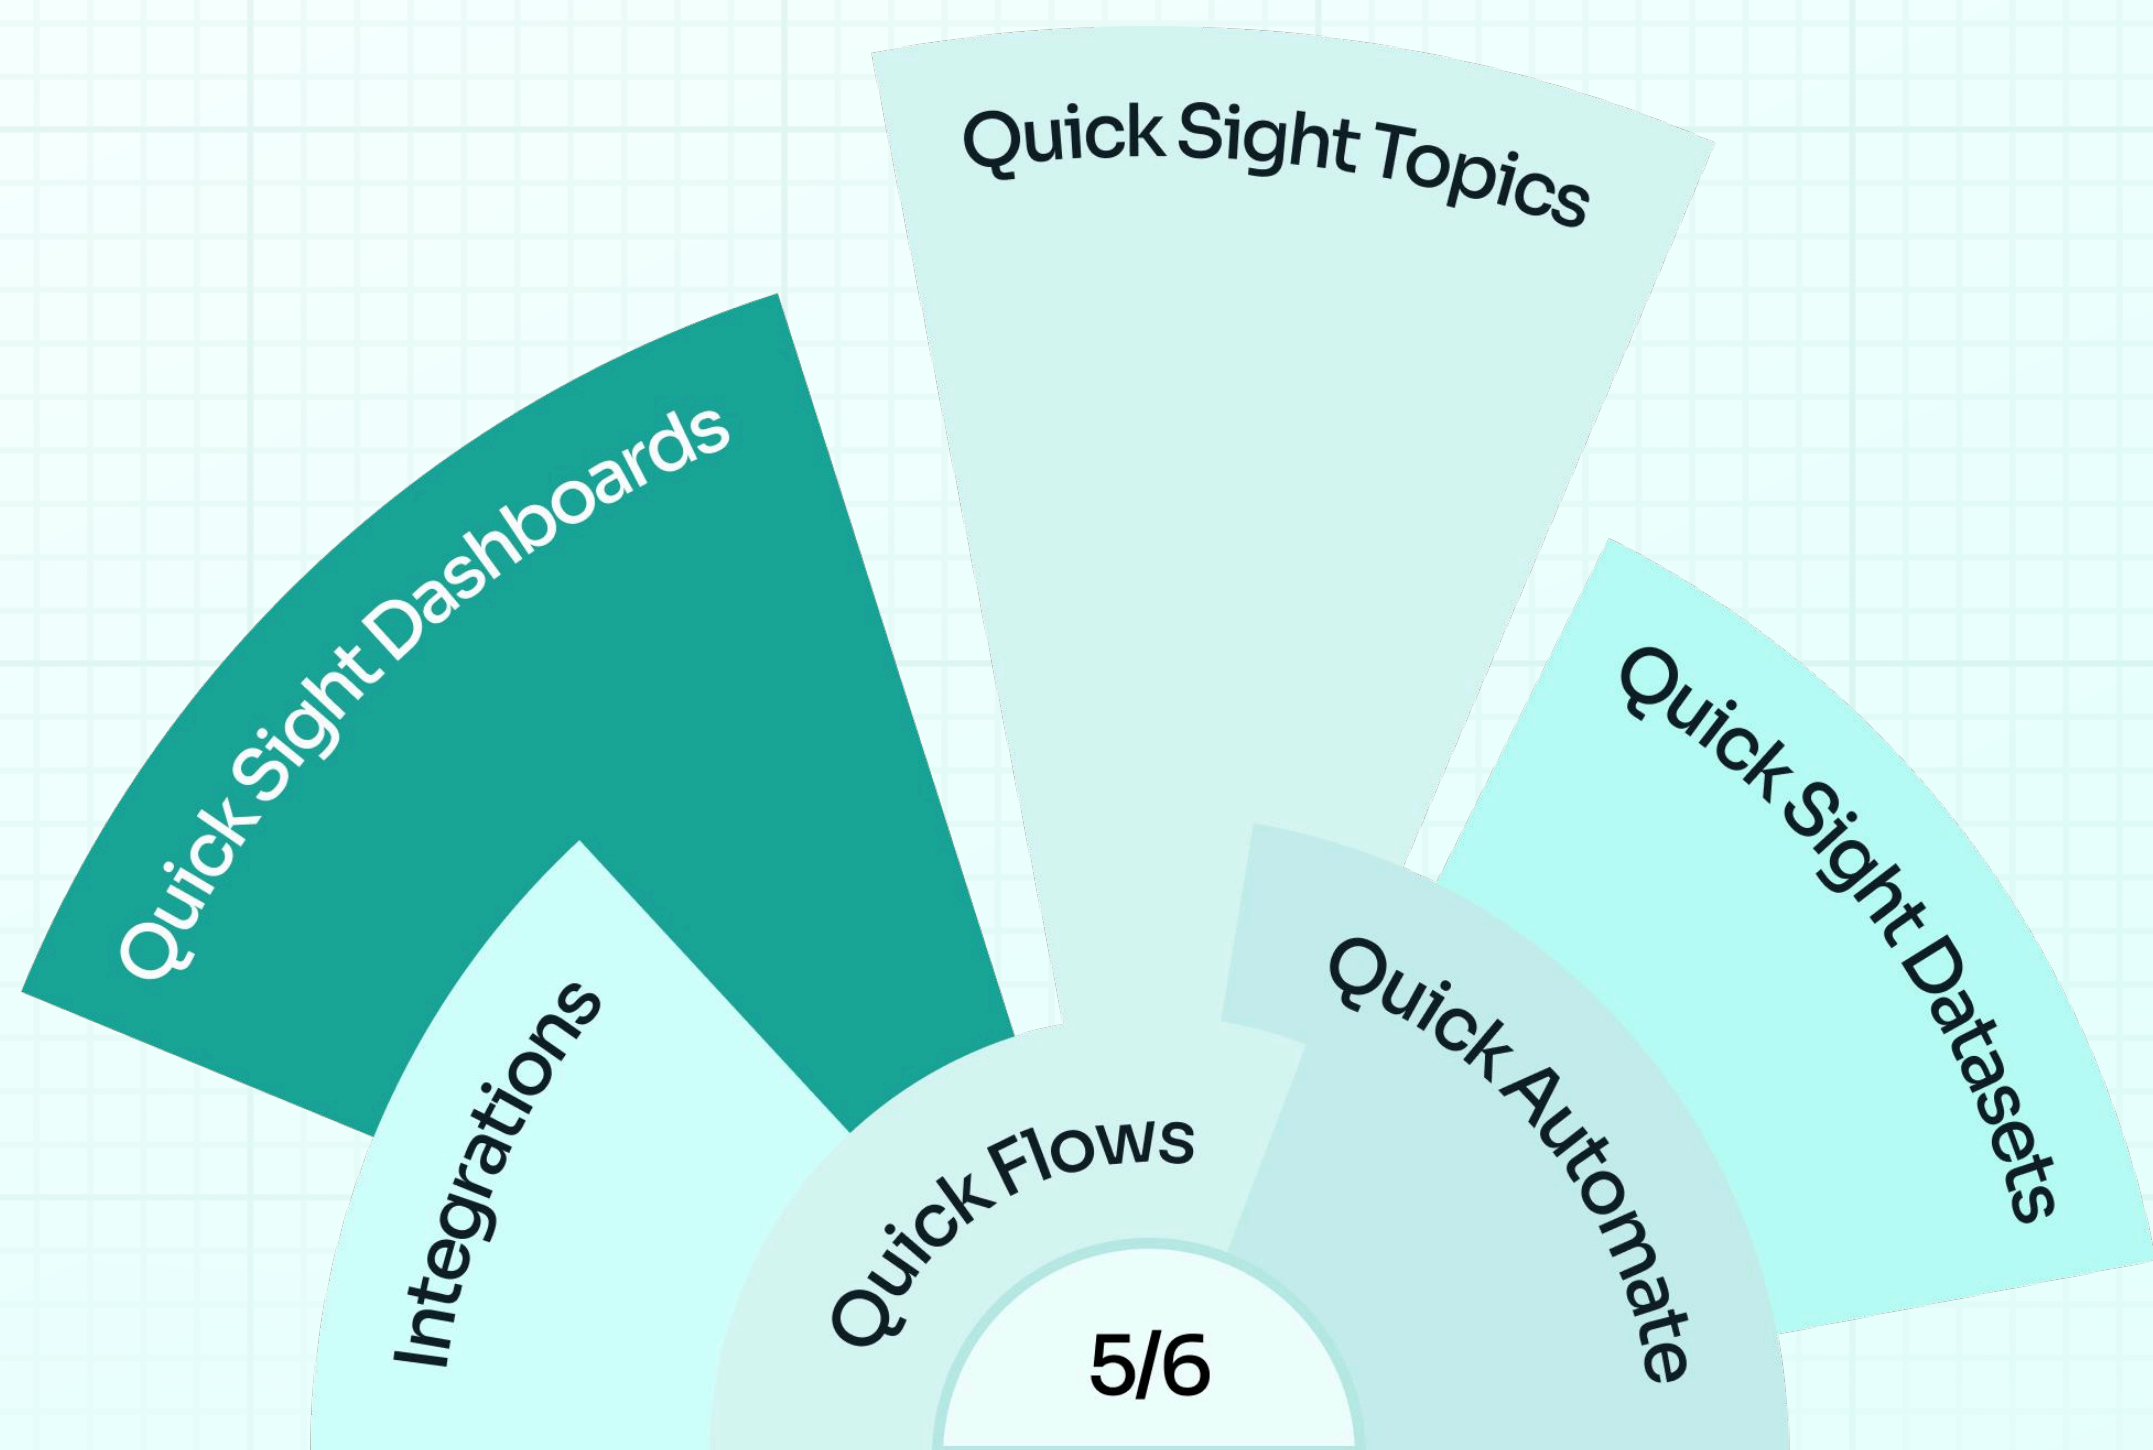 Quick Sight Topics
Quick Sight Dashboards
Quick Sight Datasets
Integrations
Quick Automate
Quick Flows
5/6